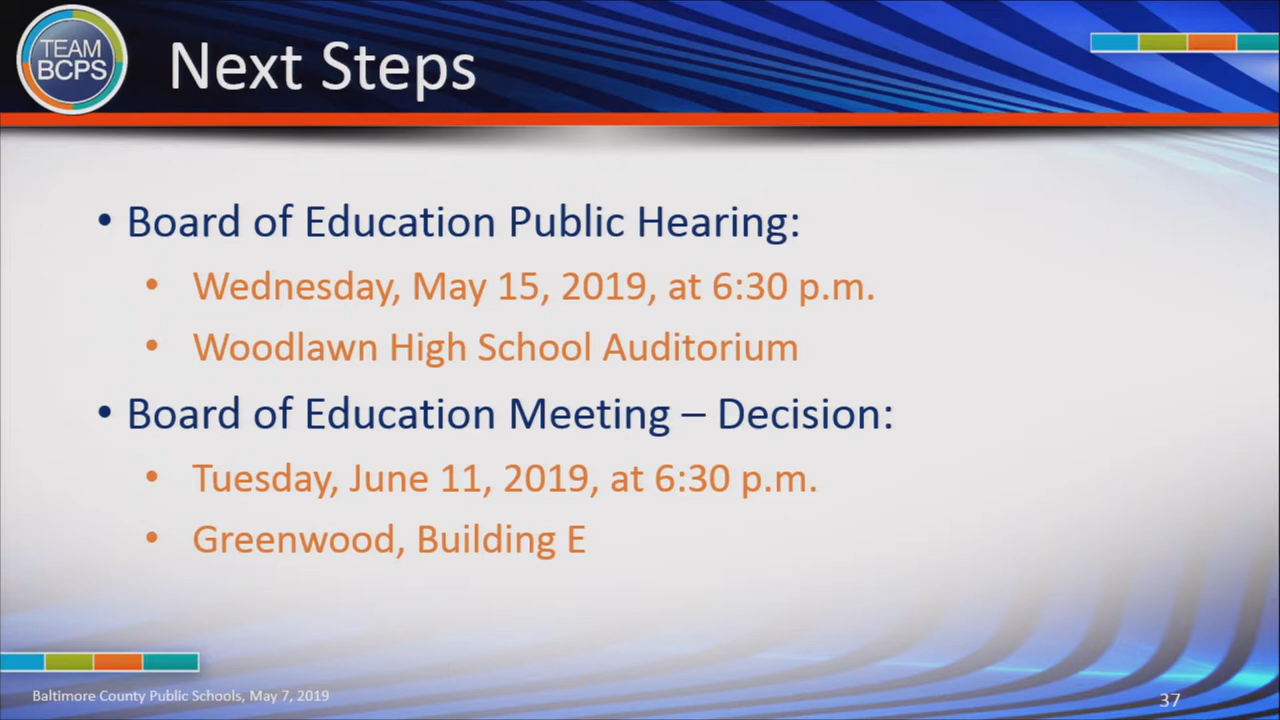 TEAM
BCPS
Next Steps
• Board of Education Public Hearing:
• Wednesday, May 15, 2019, at 6:30 p.m.
• Woodlawn High School Auditorium
• Board of Education Meeting – Decision:
• Tuesday, June 11, 2019, at 6:30 p.m.
• Greenwood, Building E
Baltimore County Public Schools, May 7, 2019
37